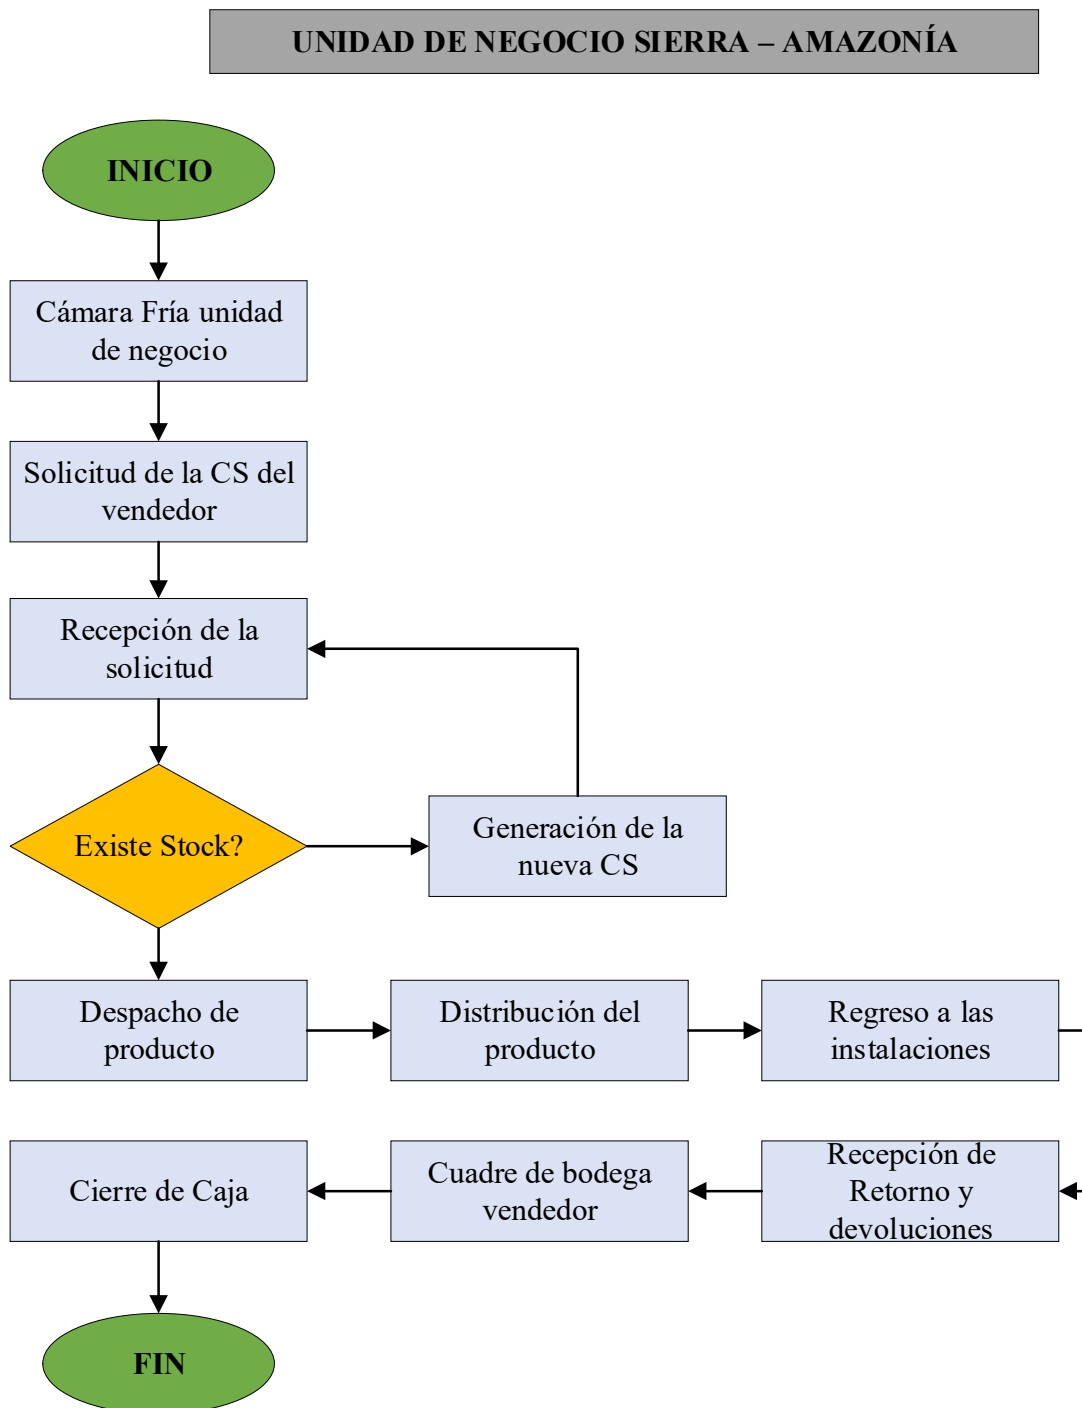 UNIDAD DE NEGOCIO SIERRA – AMAZONÍA
INICIO
Cámara Fría unidad
de negocio
Solicitud de la CS del
vendedor
Recepción de la
solicitud
Existe Stock?
Generación de la
nueva CS
Despacho de
producto
Distribución del
producto
Regreso a las
instalaciones
Recepción de
Retorno y
devoluciones
Cuadre de bodega
vendedor
Cierre de Caja
FIN